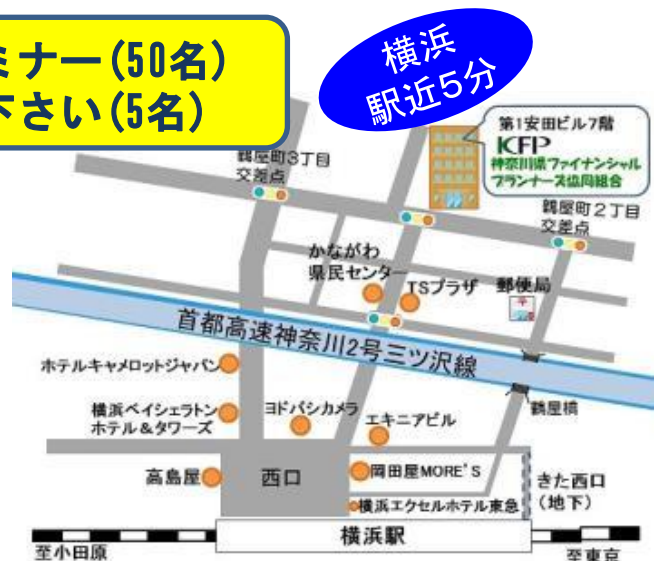 ミナー(50名)
下さい(5名)
横浜
駅近5分
第1安田ビル7階
KFP
神奈川県ファイナンシャル
プランナーズ協同組合
鶴屋町3丁目
交差点
鶴屋町2丁目
交差点
かながわ
県民センター
TSプラザ
郵便局
首都高速神奈川2号三ツ沢線
ホテルキャメロットジャパン
横浜ベイシェラトン
ホテル&タワーズ
ヨドバシカメラ
エキニアビル
鶴屋橋
高島屋
西口
岡田屋MORE'S
横浜エクセルホテル東急
きた西口
(地下)
横浜駅
至小田原
至東京